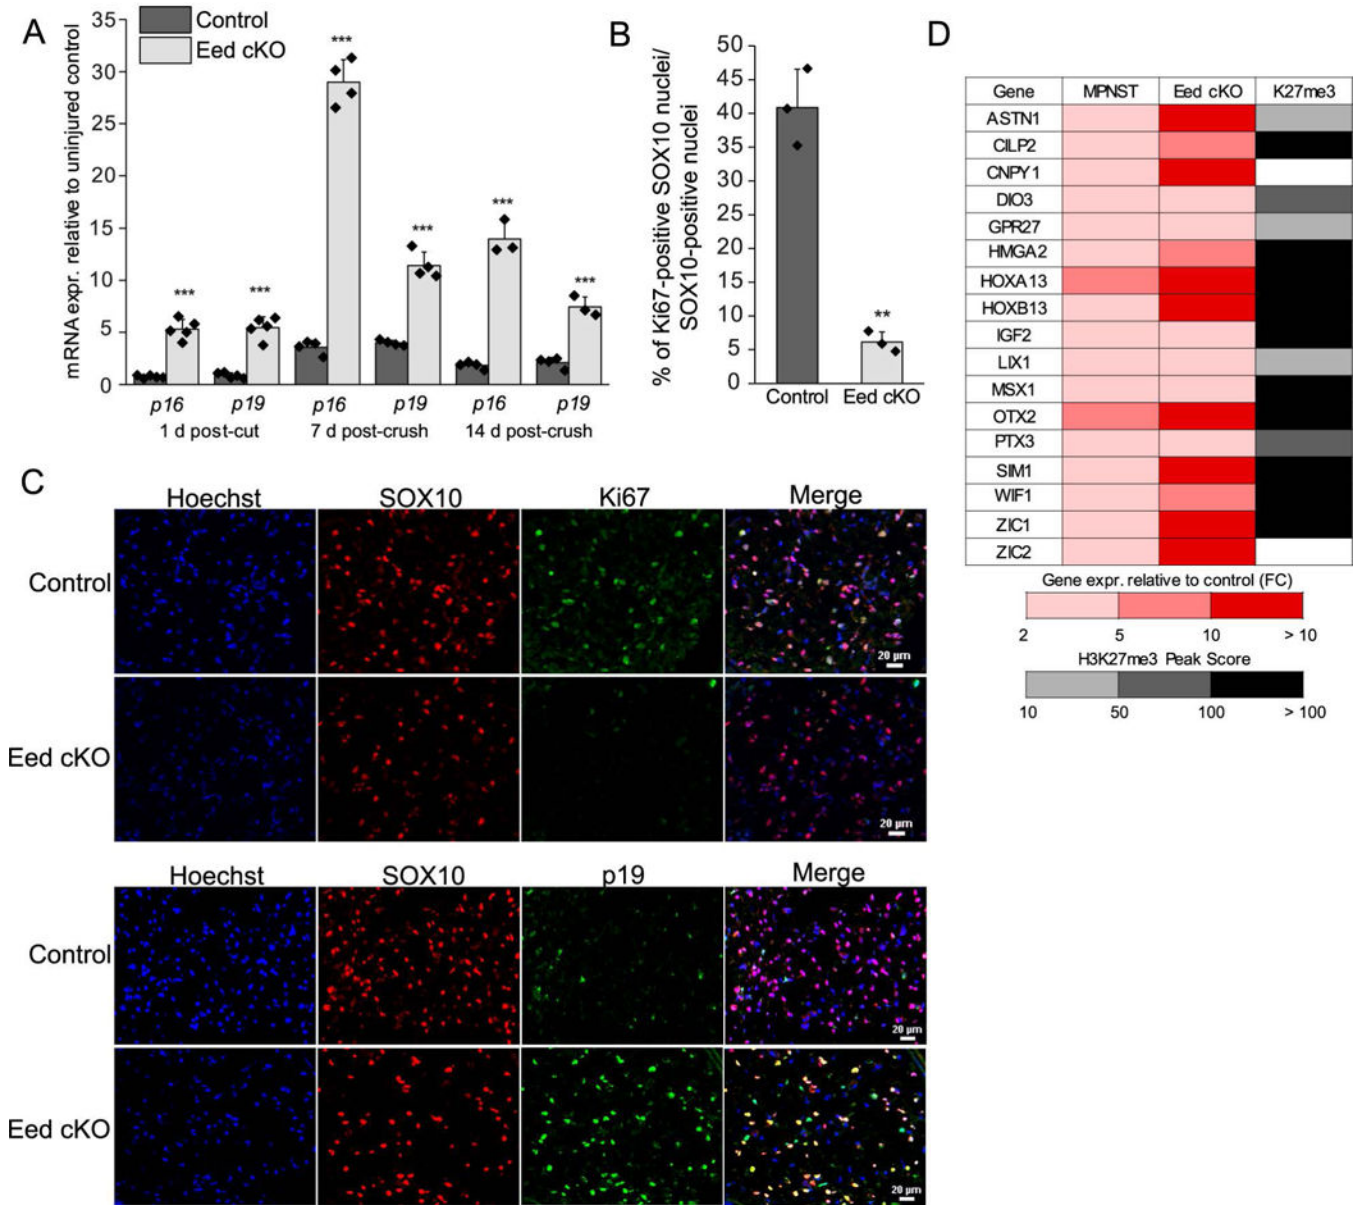 A
mRNA expr. relative to uninjured control
35
30
25
20
15
10
5
0
Control
Eed cKO
***
***
***
***
***
***
p16 p19 p16 p19 p16 p19
1 d post-cut 7 d post-crush 14 d post-crush
B
% of Ki67-positive SOX10 nuclei/
SOX10-positive nuclei
50
45
40
35
30
25
20
15
10
5
0
**
Control Eed cKO
C
Hoechst SOX10 Ki67 Merge
Control
20 µm
Eed cKO
20 µm
Hoechst SOX10 p19 Merge
Control
20 µm
Eed cKO
20 µm
D
Gene MPNST Eed cKO K27me3
ASTN1
CILP2
CNPY1
DIO3
GPR27
HMGA2
HOXA13
HOXB13
IGF2
LIX1
MSX1
OTX2
PTX3
SIM1
WIF1
ZIC1
ZIC2
Gene expr. relative to control (FC)
2 5 10 > 10
H3K27me3 Peak Score
10 50 100 > 100